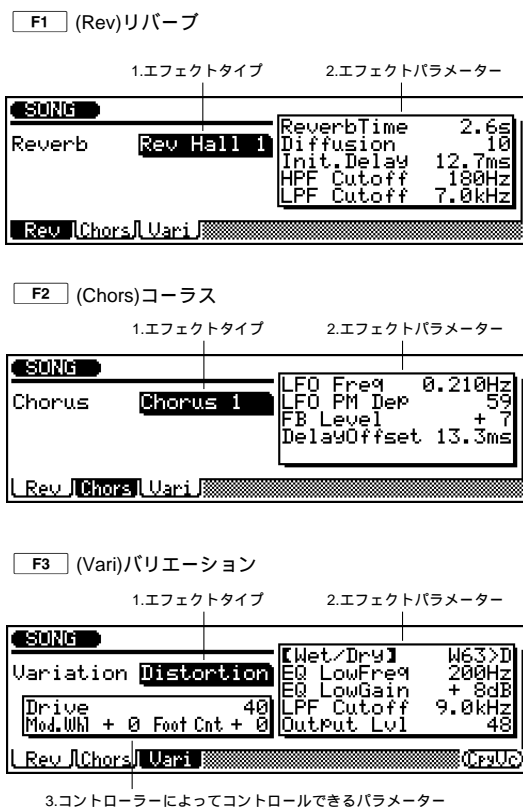 F1 (Rev)リバーブ
1.エフェクトタイプ 2.エフェクトパラメーター
SONG
Reverb Rev Hall 1
ReverbTime 2.6s
Diffusion 10
Init.Delay 12.7ms
HPF Cutoff 180Hz
LPF Cutoff 7.0kHz
Rev Chors Vari
F2 (Chors)コーラス
1.エフェクトタイプ 2.エフェクトパラメーター
SONG
Chorus Chorus 1
LFO Freq 0.210Hz
LFO PM Dep 59
FB Level + 7
DelayOffset 13.3ms
Rev Chors Vari
F3 (Vari)バリエーション
1.エフェクトタイプ 2.エフェクトパラメーター
SONG
Variation Distortion
Drive 40
Mod.Whl + 0 Foot Cnt + 0
[Wet/Dry] W63>D
EQ LowFreq 200Hz
EQ LowGain + 8dB
LPF Cutoff 9.0kHz
Output Lvl 48
Rev Chors Vari (CpyVc)
3.コントローラーによってコントロールできるパラメーター